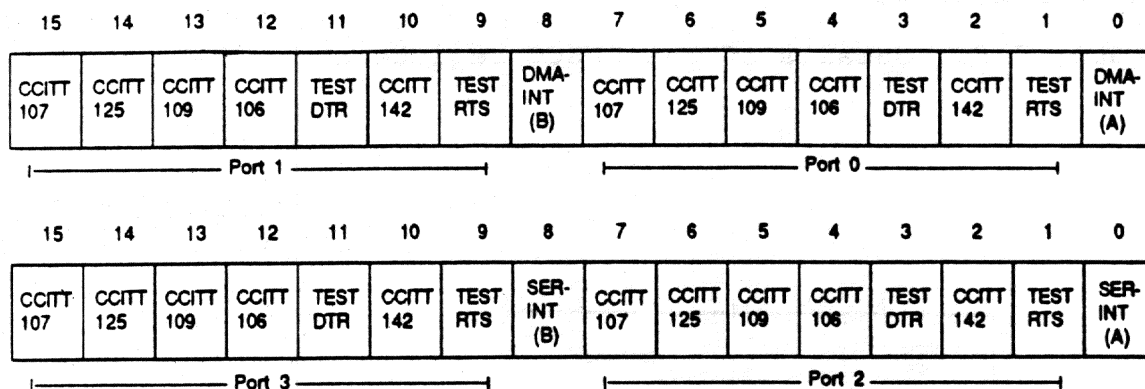 15 14 13 12 11 10 9 8 7 6 5 4 3 2 1 0
CCITT 107 CCITT 125 CCITT 109 CCITT 106 TEST DTR CCITT 142 TEST RTS DMA-INT (B) CCITT 107 CCITT 125 CCITT 109 CCITT 106 TEST DTR CCITT 142 TEST RTS DMA-INT (A)
Port 1 Port 0
15 14 13 12 11 10 9 8 7 6 5 4 3 2 1 0
CCITT 107 CCITT 125 CCITT 109 CCITT 106 TEST DTR CCITT 142 TEST RTS SER-INT (B) CCITT 107 CCITT 125 CCITT 109 CCITT 106 TEST DTR CCITT 142 TEST RTS SER-INT (A)
Port 3 Port 2